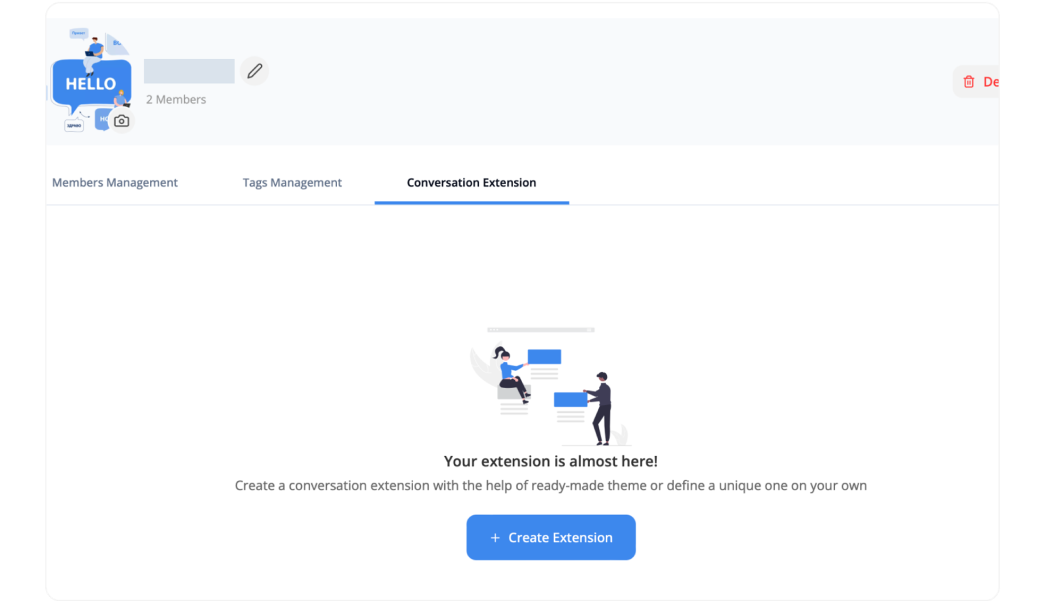 HELLO
2 Members
De
Members Management
Tags Management
Conversation Extension
Your extension is almost here!
Create a conversation extension with the help of ready-made theme or define a unique one on your own
+ Create Extension